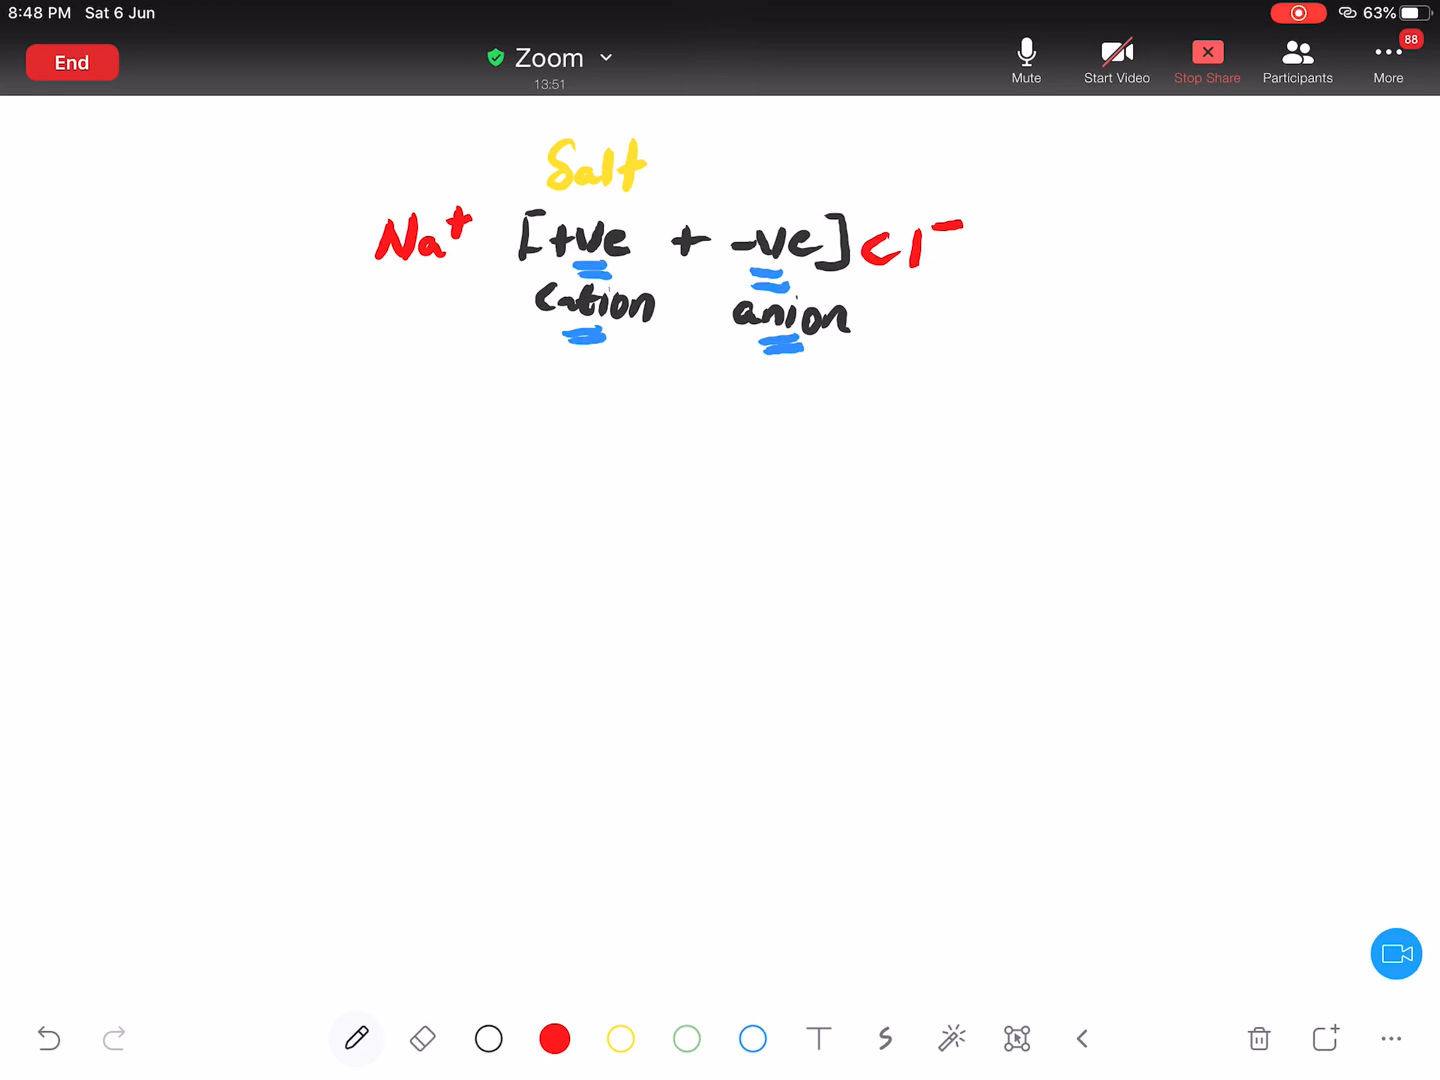 8:48 PM Sat 6 Jun
63%
End
Zoom
13:51
Mute
Start Video
Stop Share
Participants
88
More
Salt
Na⁺ [+ve + -ve] Cl⁻
cation anion
T